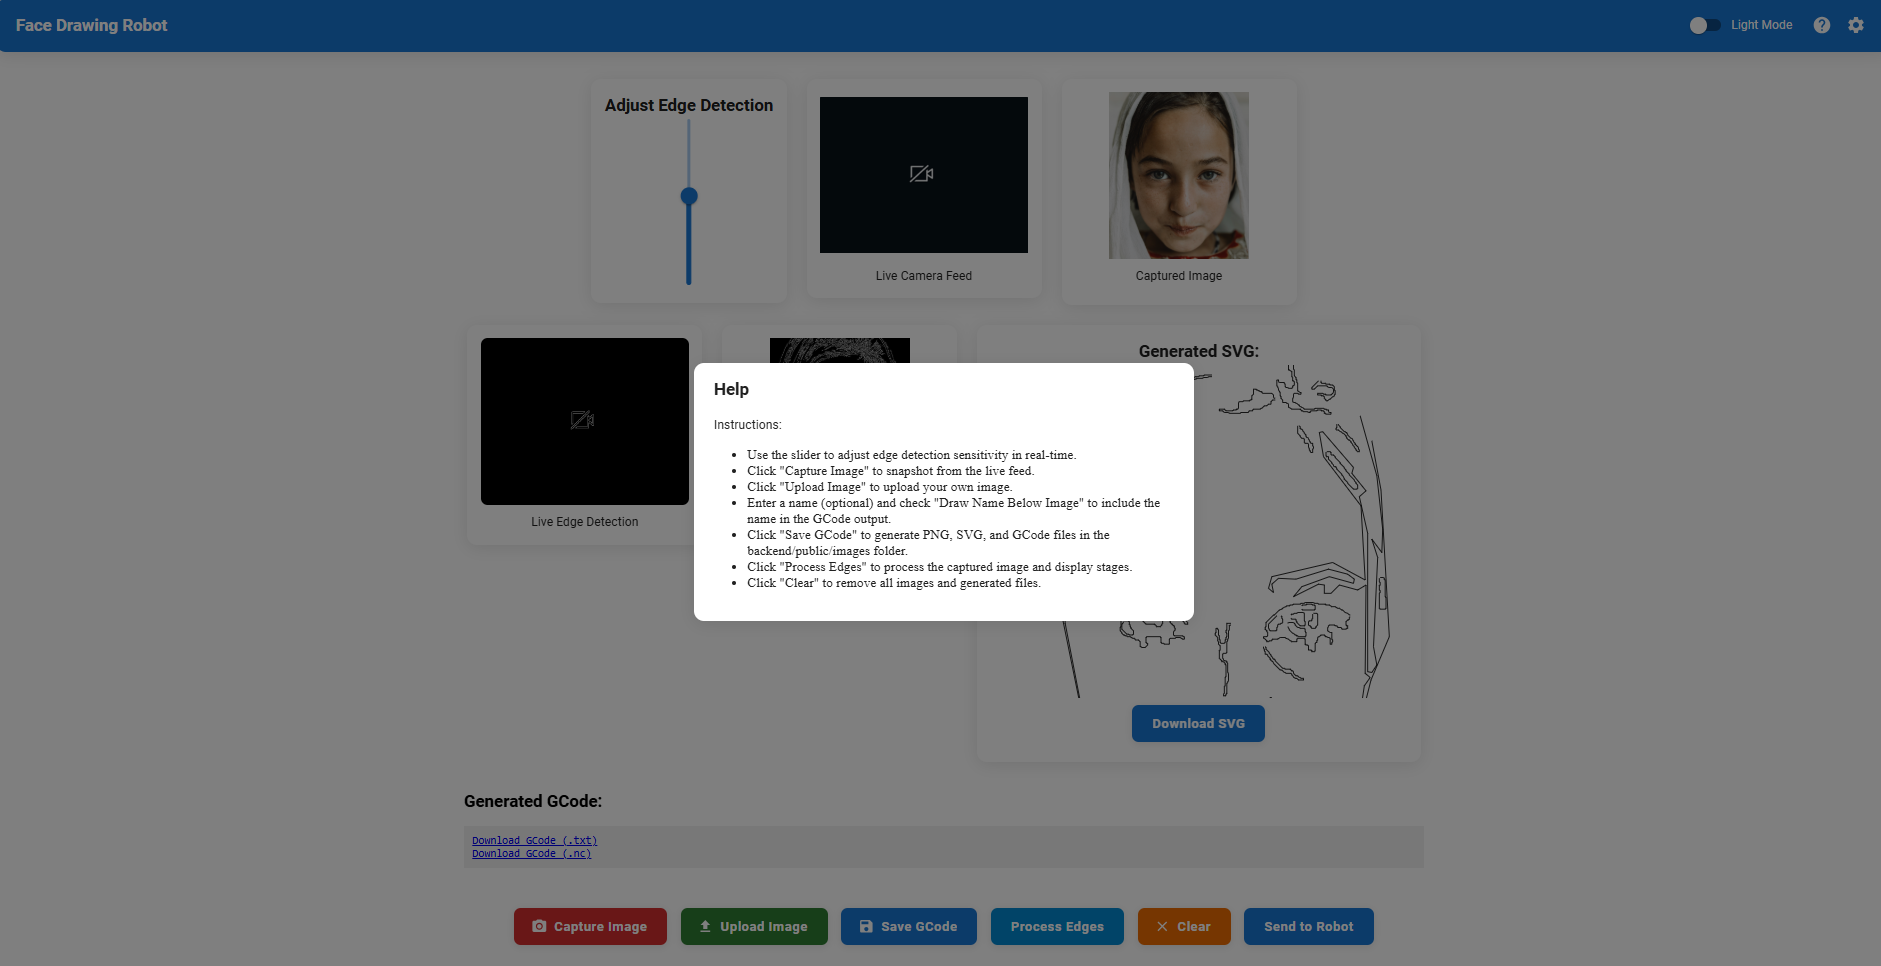 Face Drawing Robot
Light Mode
Adjust Edge Detection
Live Camera Feed
Captured Image
Live Edge Detection
Generated SVG:
Help
Instructions:
Use the slider to adjust edge detection sensitivity in real-time.
Click "Capture Image" to snapshot from the live feed.
Click "Upload Image" to upload your own image.
Enter a name (optional) and check "Draw Name Below Image" to include the
name in the GCode output.
Click "Save GCode" to generate PNG, SVG, and GCode files in the
backend/public/images folder.
Click "Process Edges" to process the captured image and display stages.
Click "Clear" to remove all images and generated files.
Download SVG
Generated GCode:
Download GCode (.txt)
Download GCode (.nc)
Capture Image
Upload Image
Save GCode
Process Edges
Clear
Send to Robot